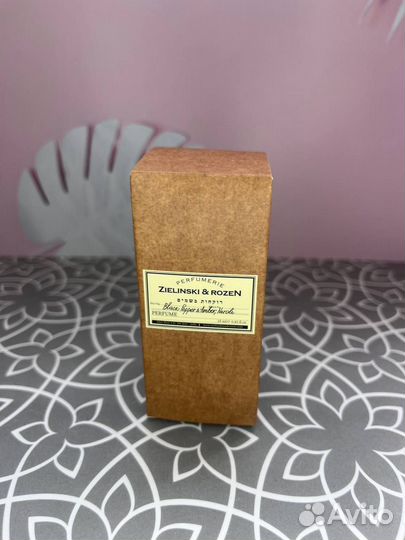 PERFUMERIE
ZIELINSKI & ROZEN
רוקחות בשמים
Black Pepper & Amber, Neroli
PERFUME
Avito